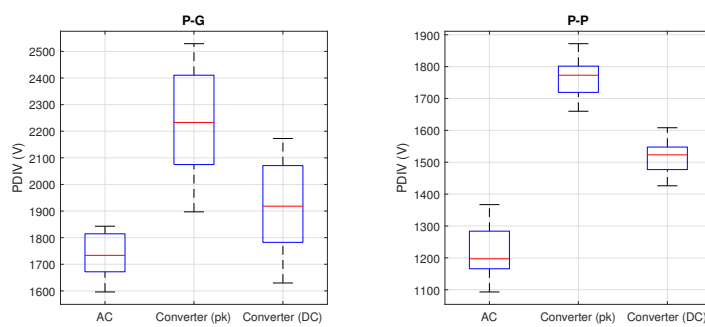 P-G
PDIV (V)
2500
2400
2300
2200
2100
2000
1900
1800
1700
1600
AC
Converter (pk)
Converter (DC)
P-P
PDIV (V)
1900
1800
1700
1600
1500
1400
1300
1200
1100
AC
Converter (pk)
Converter (DC)